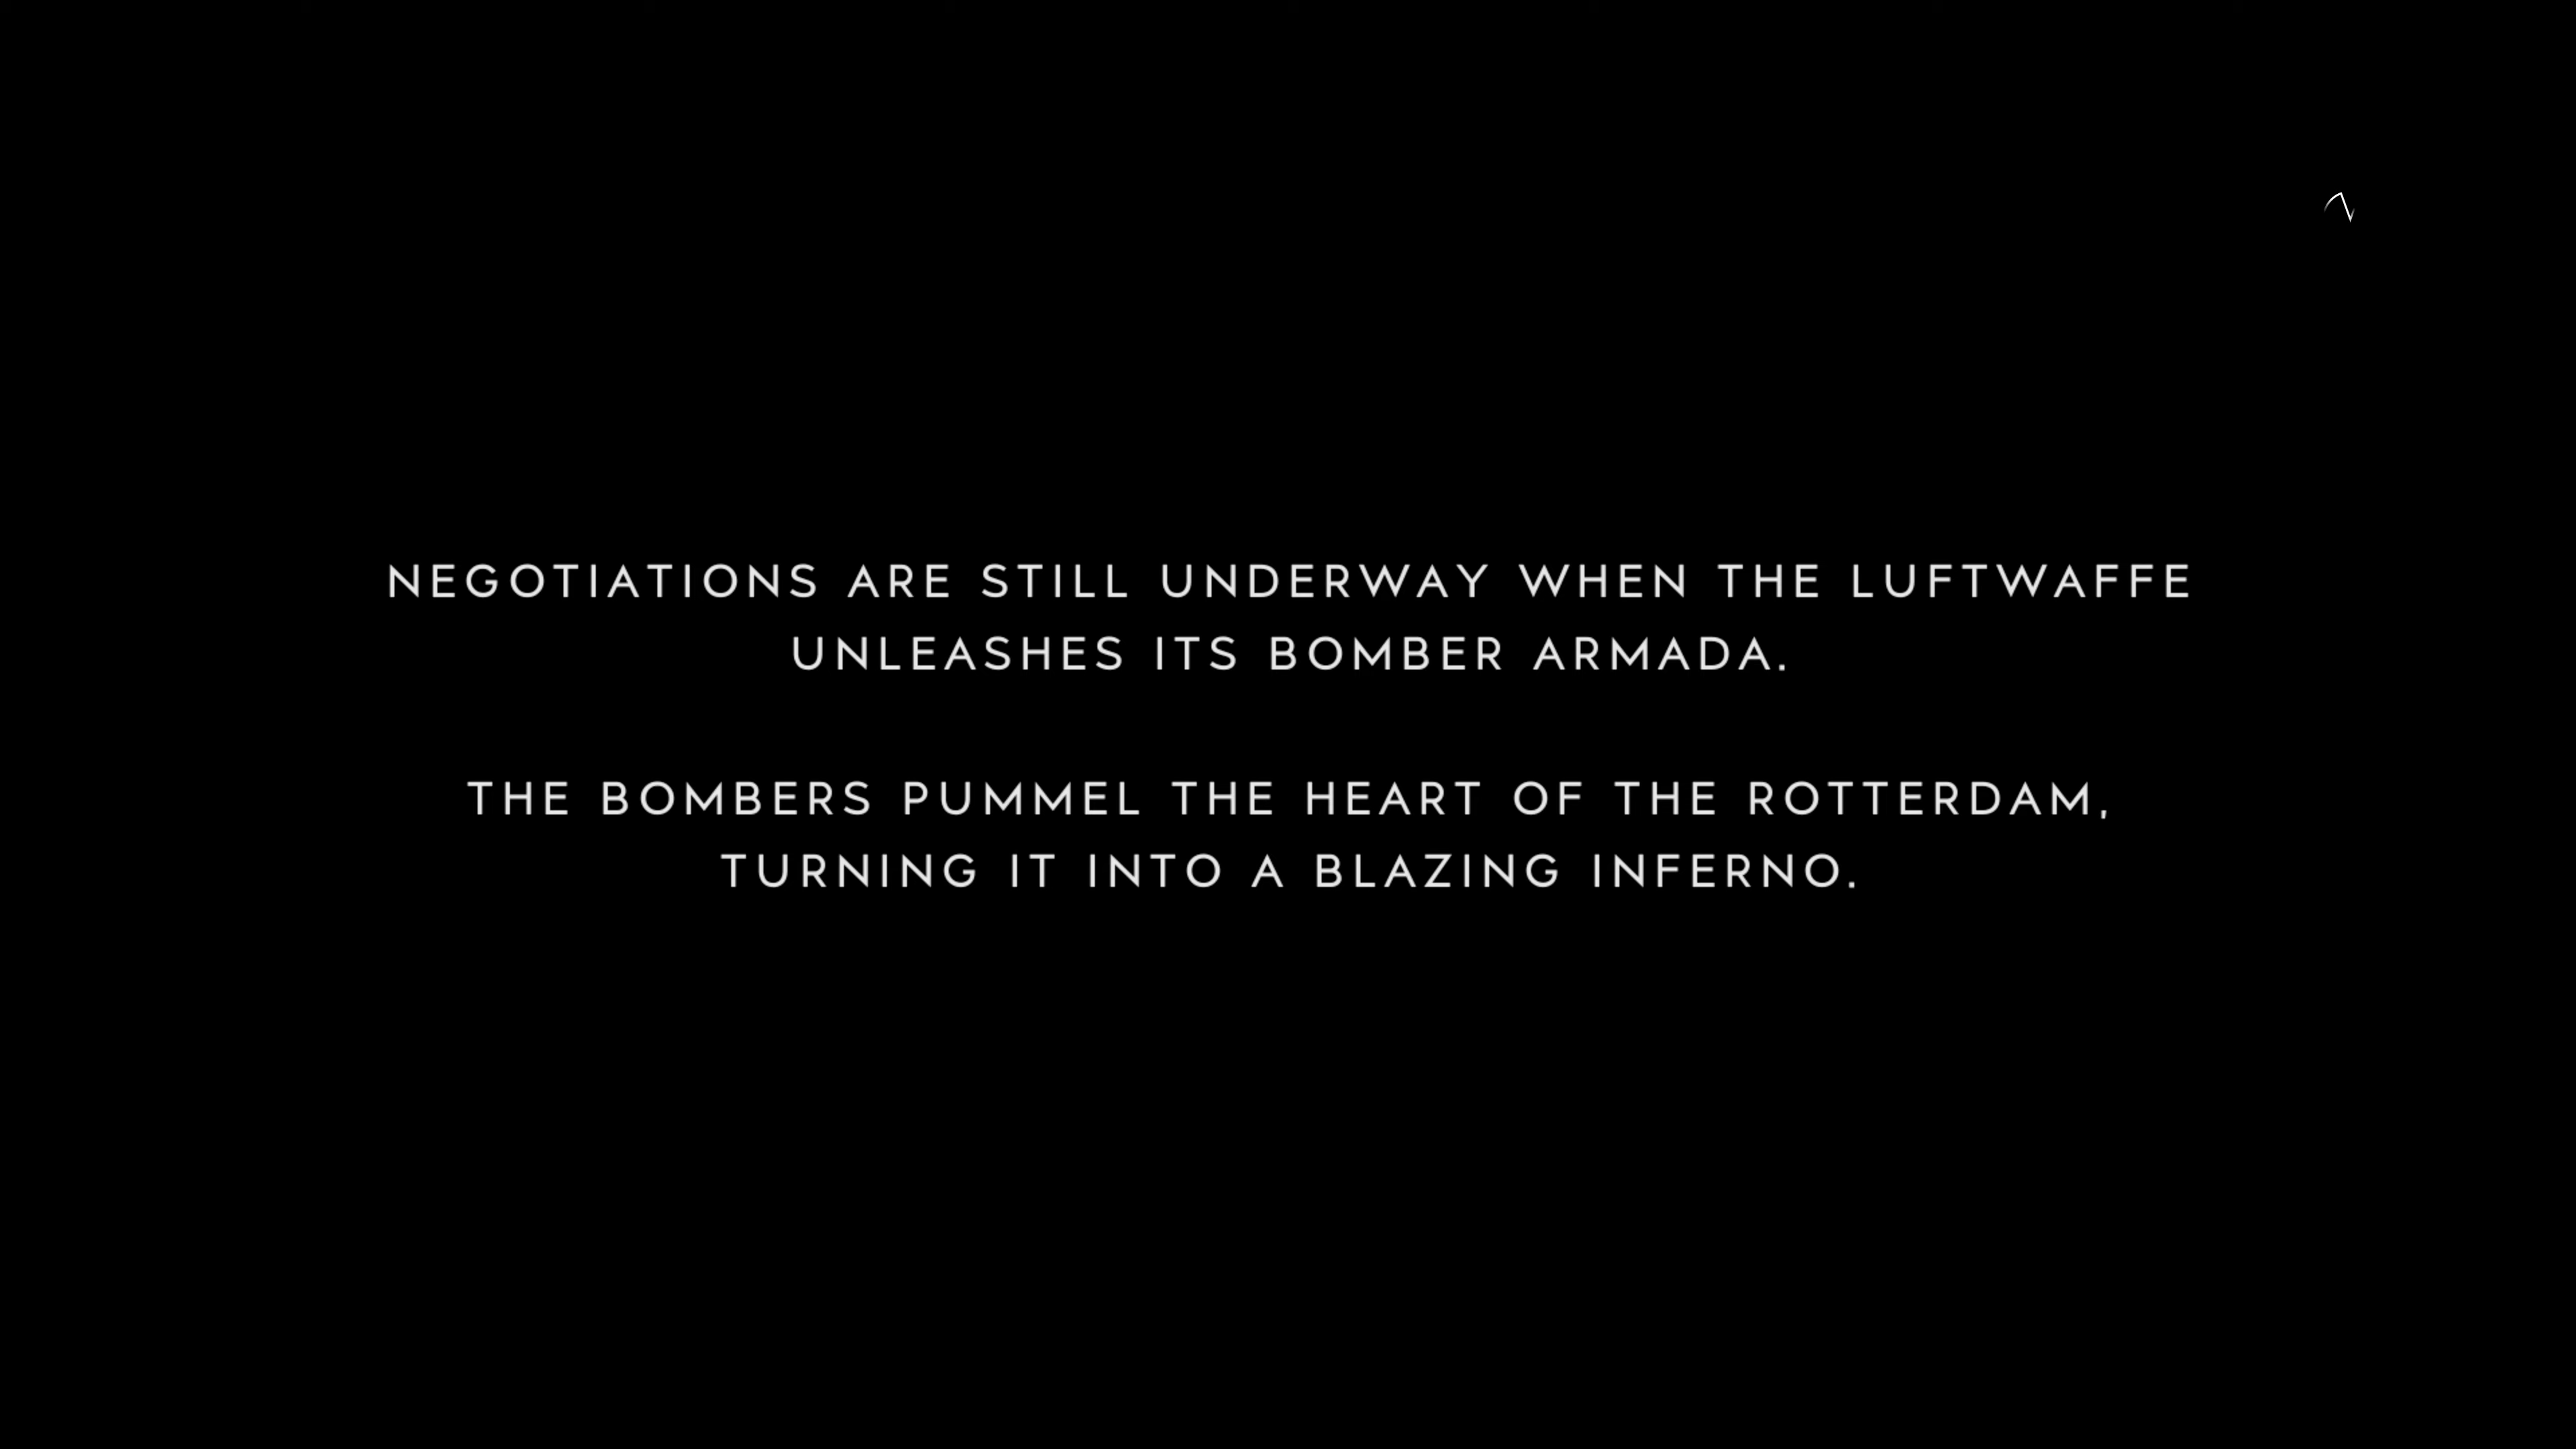 NEGOTIATIONS ARE STILL UNDERWAY WHEN THE LUFTWAFFE
UNLEASHES ITS BOMBER ARMADA.
THE BOMBERS PUMMEL THE HEART OF THE ROTTERDAM,
TURNING IT INTO A BLAZING INFERNO.